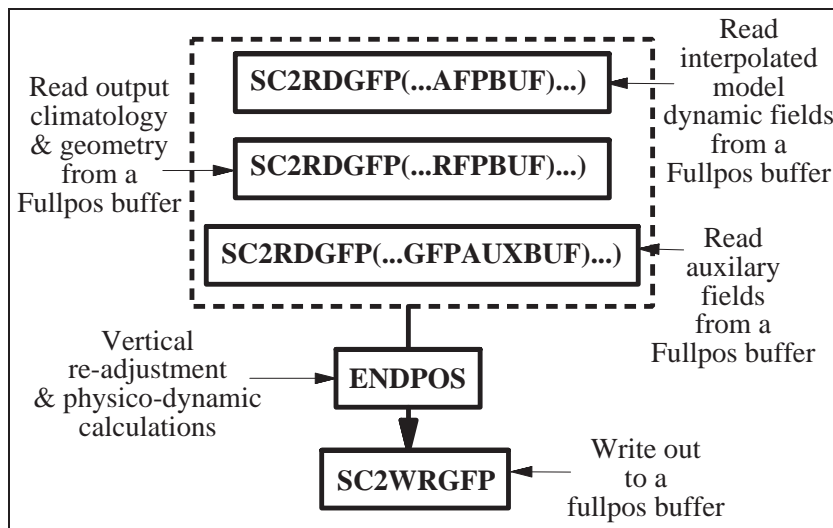 Read
interpolated
model
dynamic fields
from a
Fullpos buffer
SC2RDGFP(...AFPBUF)...)
Read output
climatology
& geometry
from a
Fullpos buffer
SC2RDGFP(...RFPBUF)...)
SC2RDGFP(...GFPAUXBUF)...)
Read
auxilary
fields
from a
Fullpos buffer
Vertical
re-adjustment
& physico-dynamic
calculations
ENDPOS
SC2WRGFP
Write out
to a
fullpos buffer